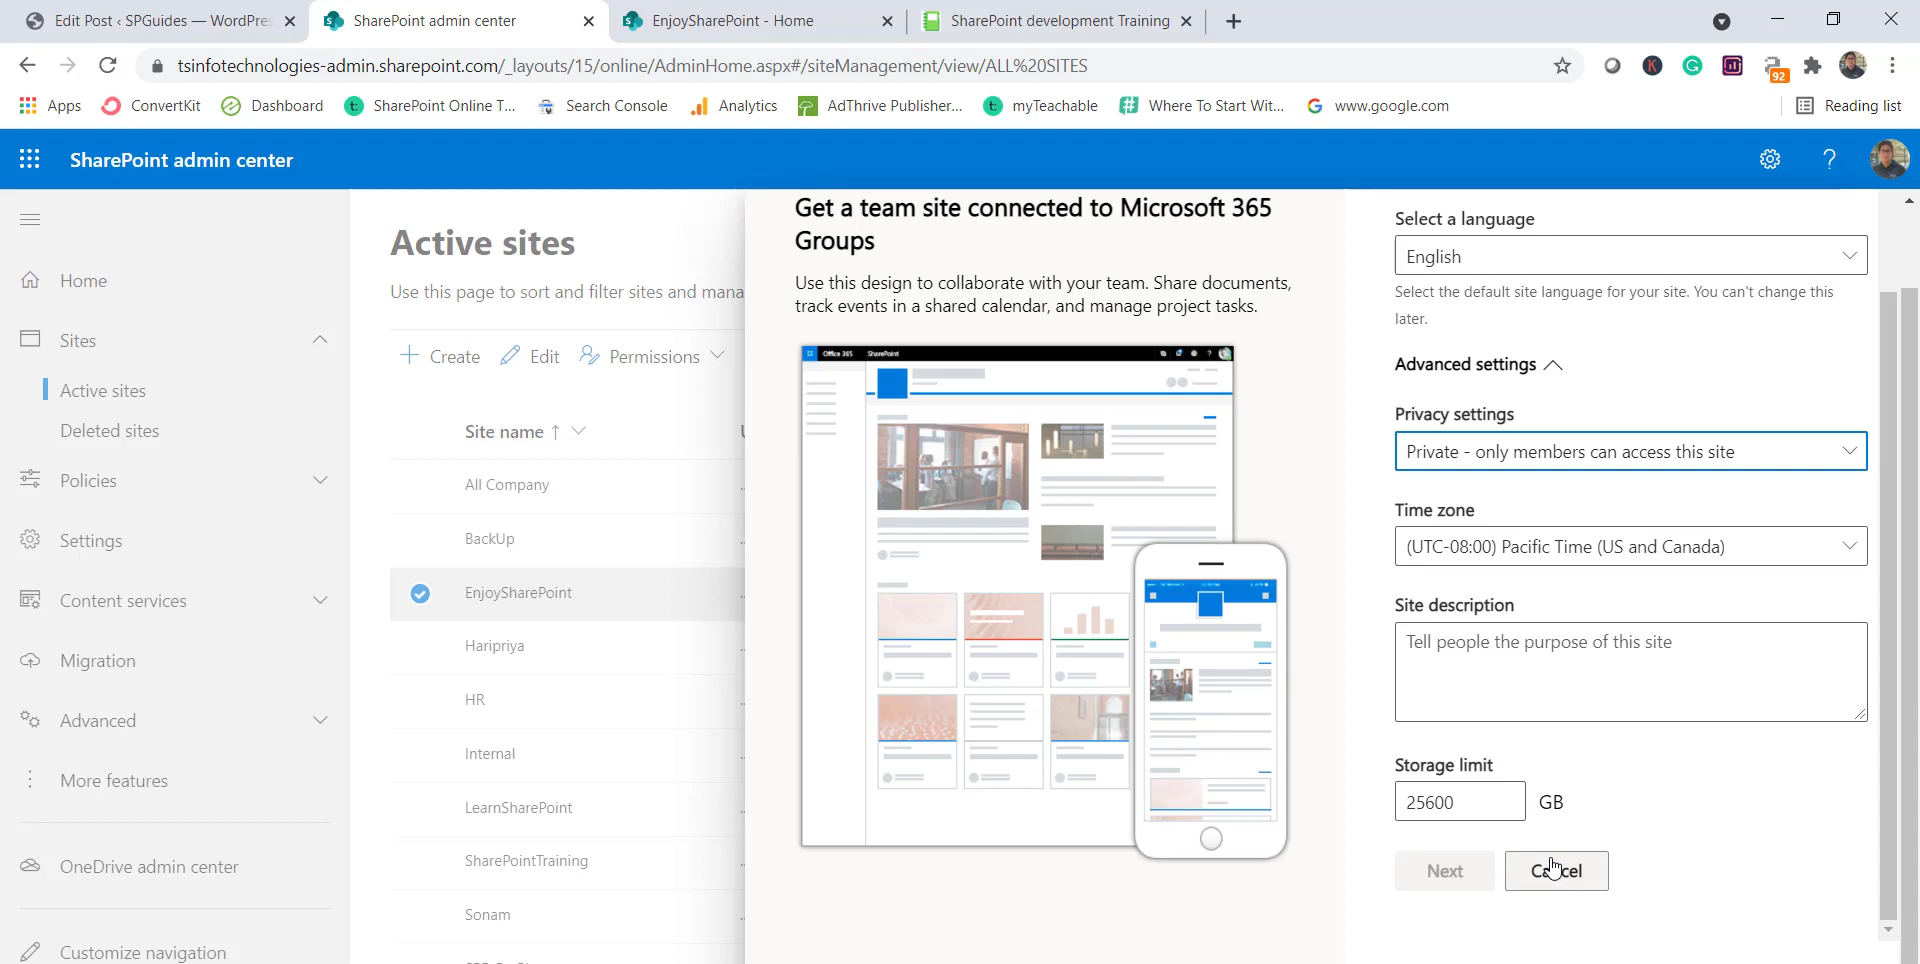 Edit Post ‹ SPGuides — WordPres
SharePoint admin center
EnjoySharePoint - Home
SharePoint development Training
tsinfotechnologies-admin.sharepoint.com/_layouts/15/online/AdminHome.aspx#/siteManagement/view/ALL%20SITES
92
Apps
ConvertKit
Dashboard
SharePoint Online T...
Search Console
Analytics
AdThrive Publisher...
myTeachable
Where To Start Wit...
www.google.com
Reading list
SharePoint admin center
?
Home
Sites
Active sites
Deleted sites
Policies
Settings
Content services
Migration
Advanced
More features
OneDrive admin center
Customize navigation
Active sites
Use this page to sort and filter sites and mana
Create
Edit
Permissions
Site name ↑
All Company
BackUp
EnjoySharePoint
Haripriya
HR
Internal
LearnSharePoint
SharePointTraining
Sonam
Get a team site connected to Microsoft 365
Groups
Use this design to collaborate with your team. Share documents,
track events in a shared calendar, and manage project tasks.
Office 365 SharePoint
Select a language
English
Select the default site language for your site. You can't change this
later.
Advanced settings
Privacy settings
Private - only members can access this site
Time zone
(UTC-08:00) Pacific Time (US and Canada)
Site description
Tell people the purpose of this site
Storage limit
25600 GB
Next
Cancel